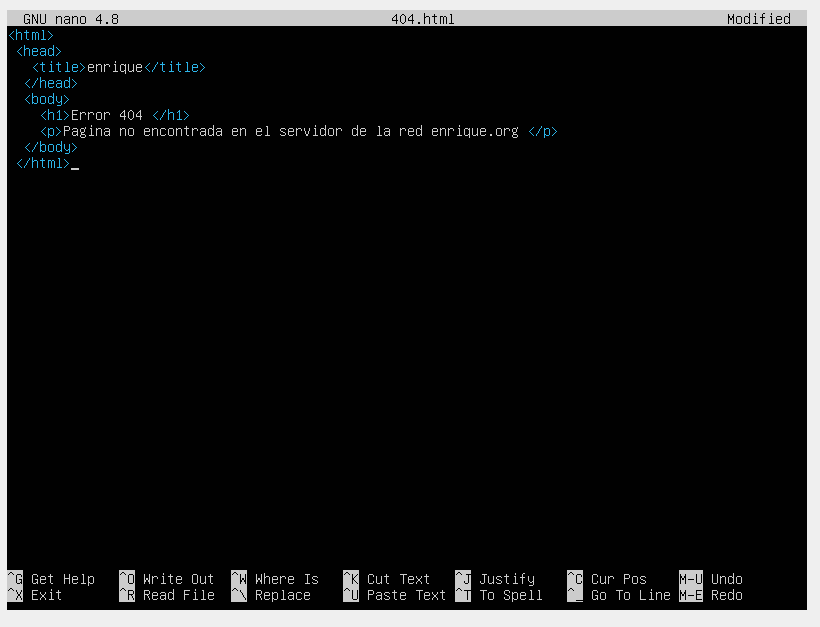 GNU nano 4.8 404.html Modified
<html>
<head>
<title>enrique</title>
</head>
<body>
<h1>Error 404 </h1>
<p>Pagina no encontrada en el servidor de la red enrique.org </p>
</body>
</html>_
^G Get Help ^O Write Out ^W Where Is ^K Cut Text ^J Justify ^C Cur Pos M-U Undo
^X Exit ^R Read File ^\ Replace ^U Paste Text ^T To Spell ^_ Go To Line M-E Redo